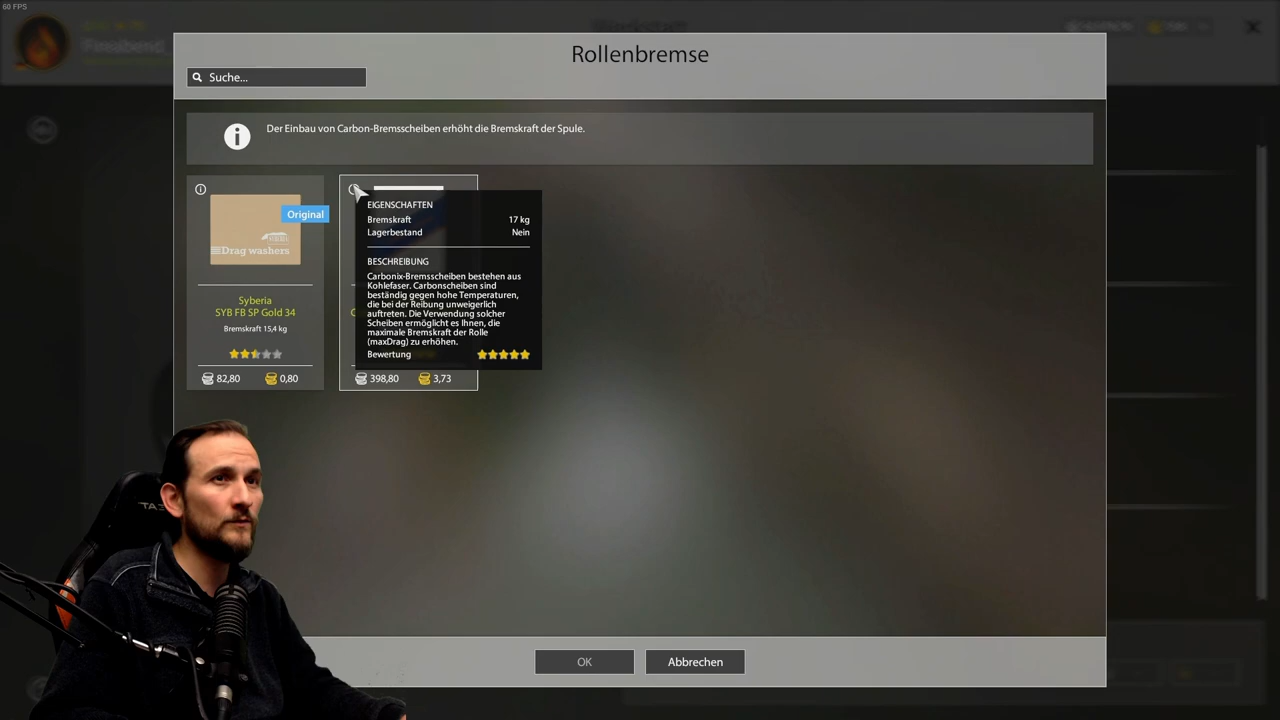 60 FPS
Rollenbremse
Suche...
Der Einbau von Carbon-Bremsscheiben erhöht die Bremskraft der Spule.
Original
Drag washers
Syberia
SYB FB SP Gold 34
Bremskraft 15,4 kg
82,80 0,80
EIGENSCHAFTEN
Bremskraft 17 kg
Lagerbestand Nein
BESCHREIBUNG
Carbonix-Bremsscheiben bestehen aus
Kohlefaser. Carbonscheiben sind
beständig gegen hohe Temperaturen,
die bei der Reibung unweigerlich
auftreten. Die Verwendung solcher
Scheiben ermöglicht es Ihnen, die
maximale Bremskraft der Rolle
(maxDrag) zu erhöhen.
Bewertung
398,80 3,73
OK
Abbrechen